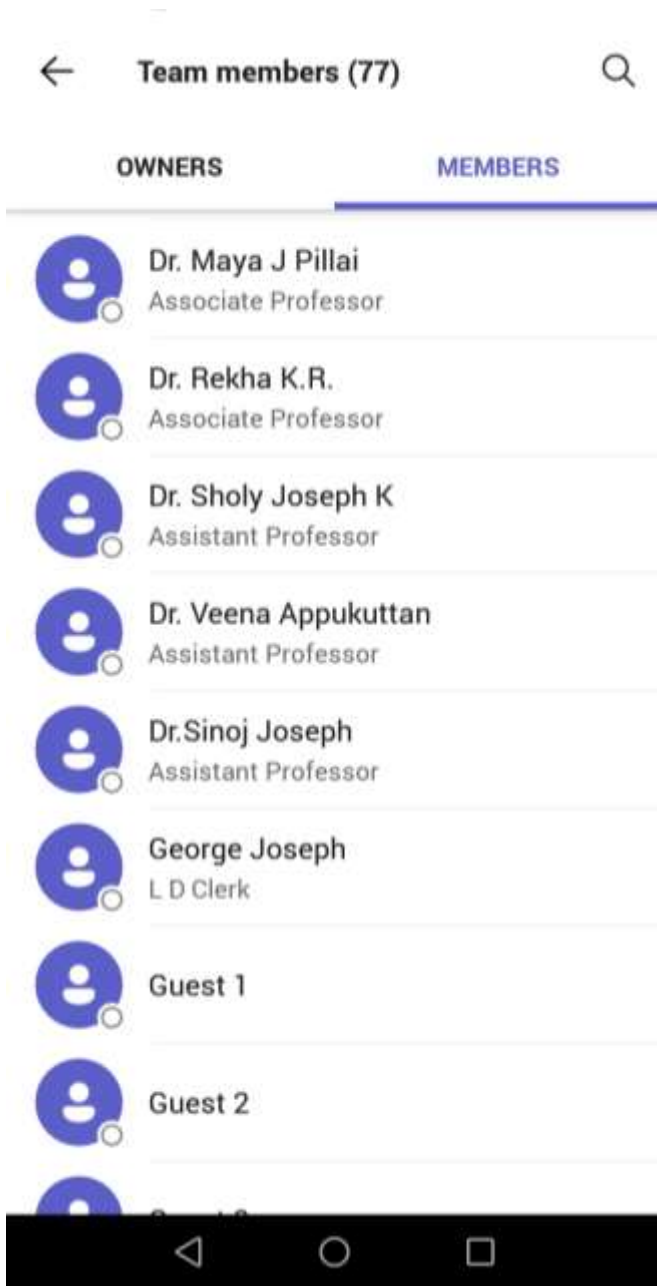 Team members (77)
OWNERS
MEMBERS
Dr. Maya J Pillai
Associate Professor
Dr. Rekha K.R.
Associate Professor
Dr. Sholy Joseph K
Assistant Professor
Dr. Veena Appukuttan
Assistant Professor
Dr.Sinoj Joseph
Assistant Professor
George Joseph
L D Clerk
Guest 1
Guest 2